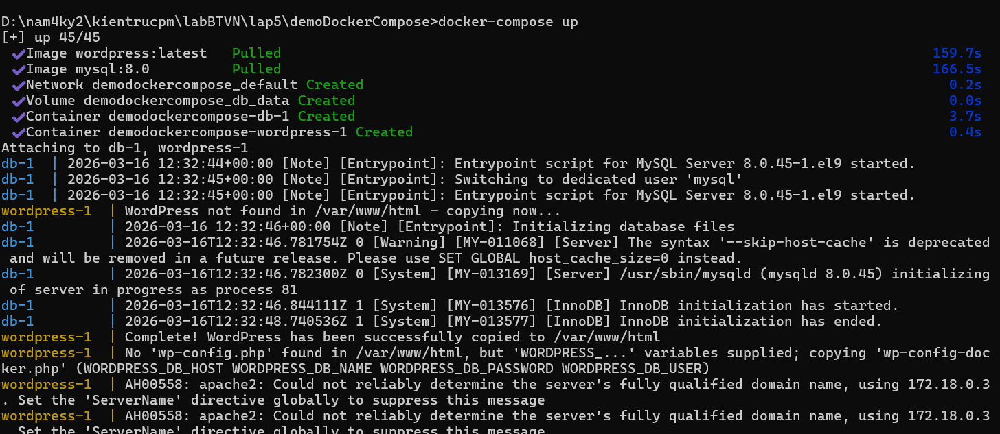 D:\nam4ky2\kientrucpm\labBTVN\lap5\demoDockerCompose>docker-compose up
[+] up 45/45
✔Image wordpress:latest   Pulled 159.7s
✔Image mysql:8.0          Pulled 166.5s
✔Network demodockercompose_default Created 0.2s
✔Volume demodockercompose_db_data Created 0.0s
✔Container demodockercompose-db-1 Created 3.7s
✔Container demodockercompose-wordpress-1 Created 0.4s
Attaching to db-1, wordpress-1
db-1  | 2026-03-16 12:32:44+00:00 [Note] [Entrypoint]: Entrypoint script for MySQL Server 8.0.45-1.el9 started.
db-1  | 2026-03-16 12:32:45+00:00 [Note] [Entrypoint]: Switching to dedicated user 'mysql'
db-1  | 2026-03-16 12:32:45+00:00 [Note] [Entrypoint]: Entrypoint script for MySQL Server 8.0.45-1.el9 started.
wordpress-1  | WordPress not found in /var/www/html - copying now...
db-1         | 2026-03-16 12:32:46+00:00 [Note] [Entrypoint]: Initializing database files
db-1         | 2026-03-16T12:32:46.781754Z 0 [Warning] [MY-011068] [Server] The syntax '--skip-host-cache' is deprecated
and will be removed in a future release. Please use SET GLOBAL host_cache_size=0 instead.
db-1         | 2026-03-16T12:32:46.782300Z 0 [System] [MY-013169] [Server] /usr/sbin/mysqld (mysqld 8.0.45) initializing
of server in progress as process 81
db-1         | 2026-03-16T12:32:46.844111Z 1 [System] [MY-013576] [InnoDB] InnoDB initialization has started.
db-1         | 2026-03-16T12:32:48.740536Z 1 [System] [MY-013577] [InnoDB] InnoDB initialization has ended.
wordpress-1  | Complete! WordPress has been successfully copied to /var/www/html
wordpress-1  | No 'wp-config.php' found in /var/www/html, but 'WORDPRESS_...' variables supplied; copying 'wp-config-doc
ker.php' (WORDPRESS_DB_HOST WORDPRESS_DB_NAME WORDPRESS_DB_PASSWORD WORDPRESS_DB_USER)
wordpress-1  | AH00558: apache2: Could not reliably determine the server's fully qualified domain name, using 172.18.0.3
. Set the 'ServerName' directive globally to suppress this message
wordpress-1  | AH00558: apache2: Could not reliably determine the server's fully qualified domain name, using 172.18.0.3
. Set the 'ServerName' directive globally to suppress this message